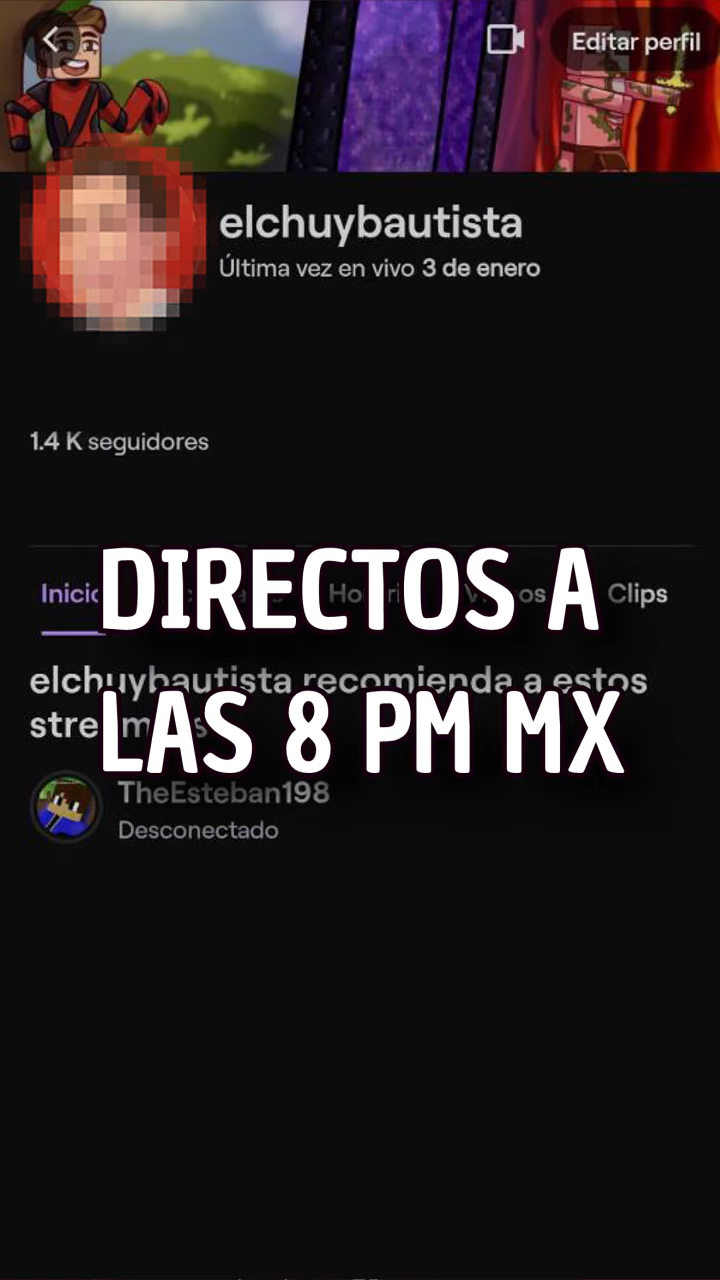 Editar perfil
elchuybautista
Última vez en vivo 3 de enero
1.4 K seguidores
DIRECTOS A
Clips
elchuybautista recomienda a estos
LAS 8 PM MX
TheEsteban198
Desconectado